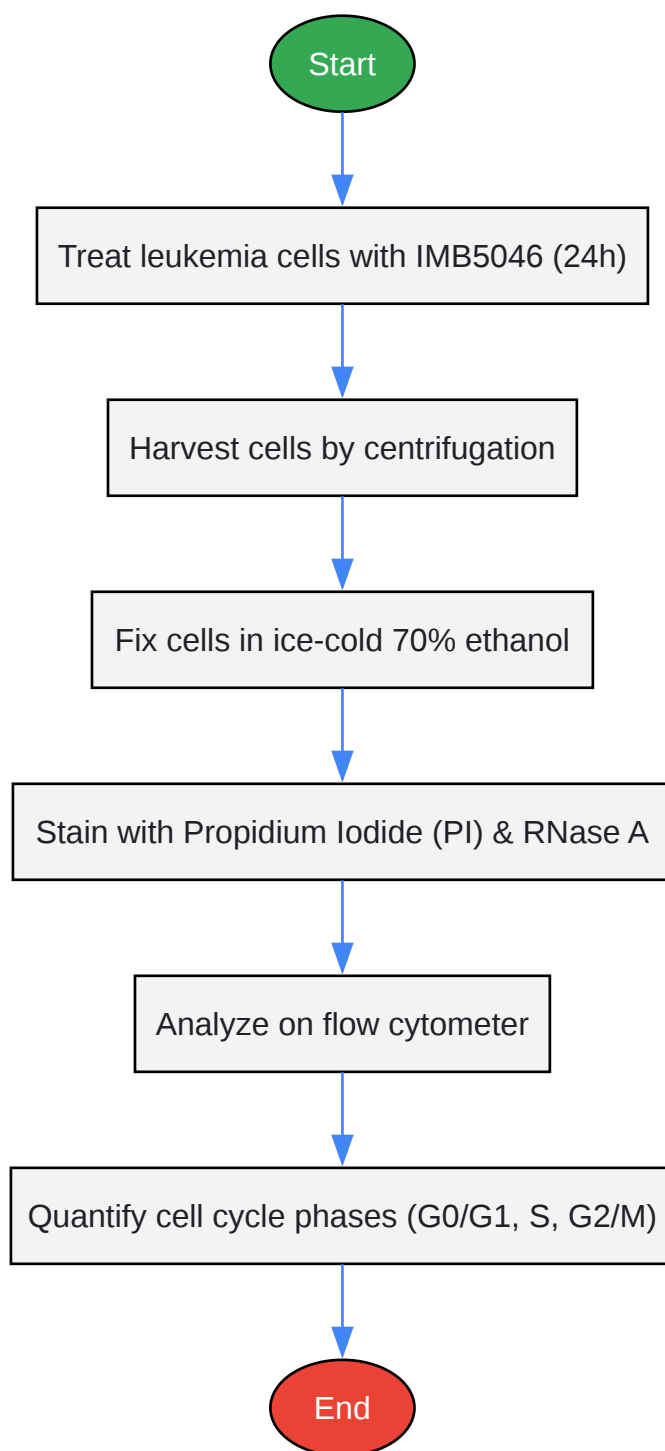 Start
Treat leukemia cells with IMB5046 (24h)
Harvest cells by centrifugation
Fix cells in ice-cold 70% ethanol
Stain with Propidium Iodide (PI) & RNase A
Analyze on flow cytometer
Quantify cell cycle phases (G0/G1, S, G2/M)
End